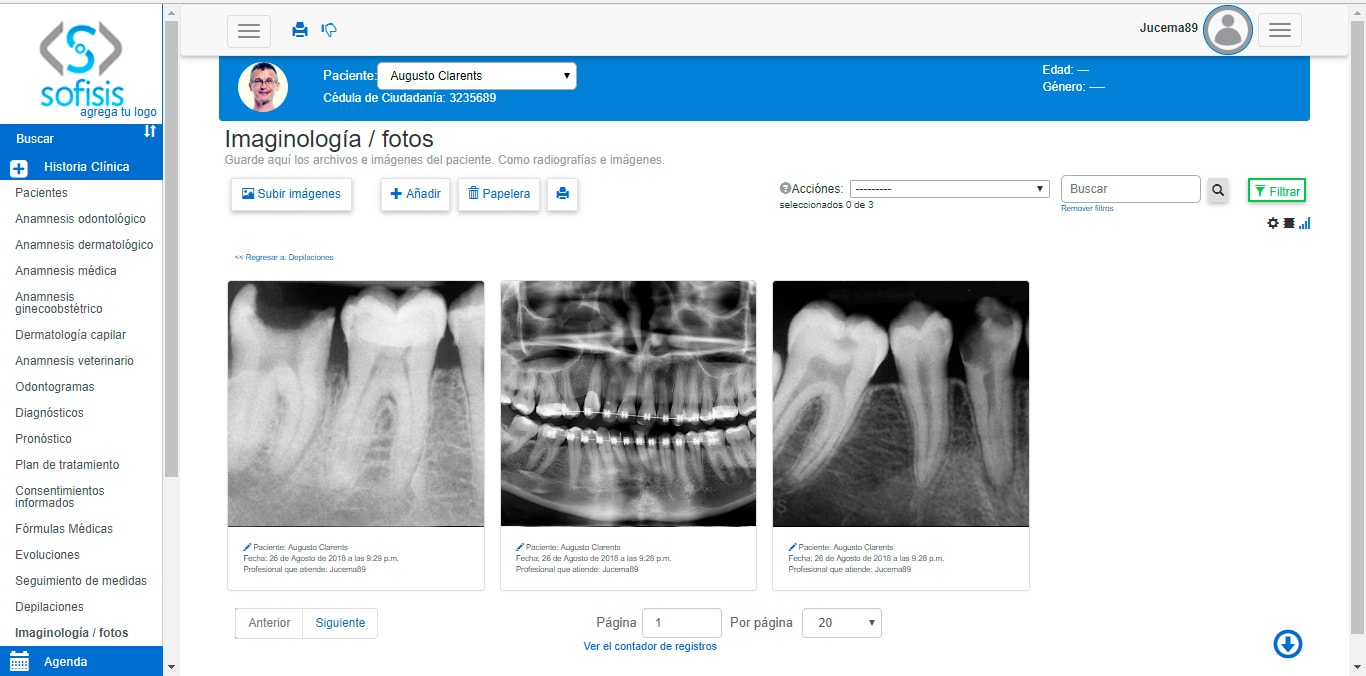 sofisis
agrega tu logo
Buscar
Historia Clínica
Pacientes
Anamnesis odontológico
Anamnesis dermatológico
Anamnesis médica
Anamnesis
ginecoobstétrico
Dermatología capilar
Anamnesis veterinario
Odontogramas
Diagnósticos
Pronóstico
Plan de tratamiento
Consentimientos
informados
Fórmulas Médicas
Evoluciones
Seguimiento de medidas
Depilaciones
Imaginología / fotos
Agenda
Jucema89
Paciente: Augusto Clarents
Cédula de Ciudadanía: 3235689
Edad: —
Género: —-
Imaginología / fotos
Guarde aquí los archivos e imágenes del paciente. Como radiografías e imágenes.
Subir imágenes Añadir Papelera
Acciónes: ---------
seleccionados 0 de 3
Buscar
Remover filtros
Filtrar
<< Regresar a: Depilaciones
Paciente: Augusto Clarents
Fecha: 26 de Agosto de 2018 a las 9:29 p.m.
Profesional que atiende: Jucema89
Paciente: Augusto Clarents
Fecha: 26 de Agosto de 2018 a las 9:28 p.m.
Profesional que atiende: Jucema89
Paciente: Augusto Clarents
Fecha: 26 de Agosto de 2018 a las 9:28 p.m.
Profesional que atiende: Jucema89
Anterior Siguiente
Página 1 Por página 20
Ver el contador de registros